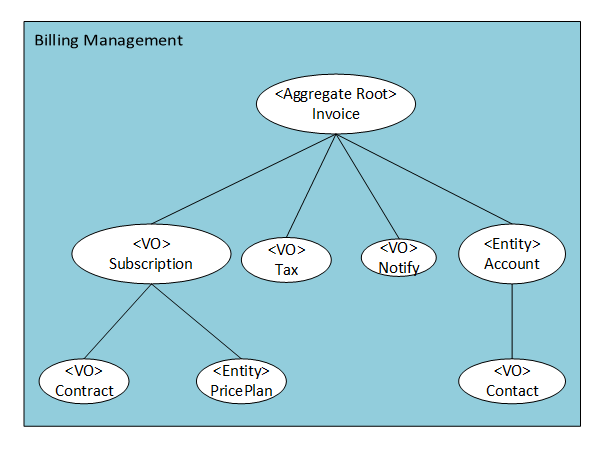 Billing Management
<Aggregate Root>
Invoice
<VO>
Subscription
<VO>
Tax
<VO>
Notify
<Entity>
Account
<VO>
Contract
<Entity>
PricePlan
<VO>
Contact